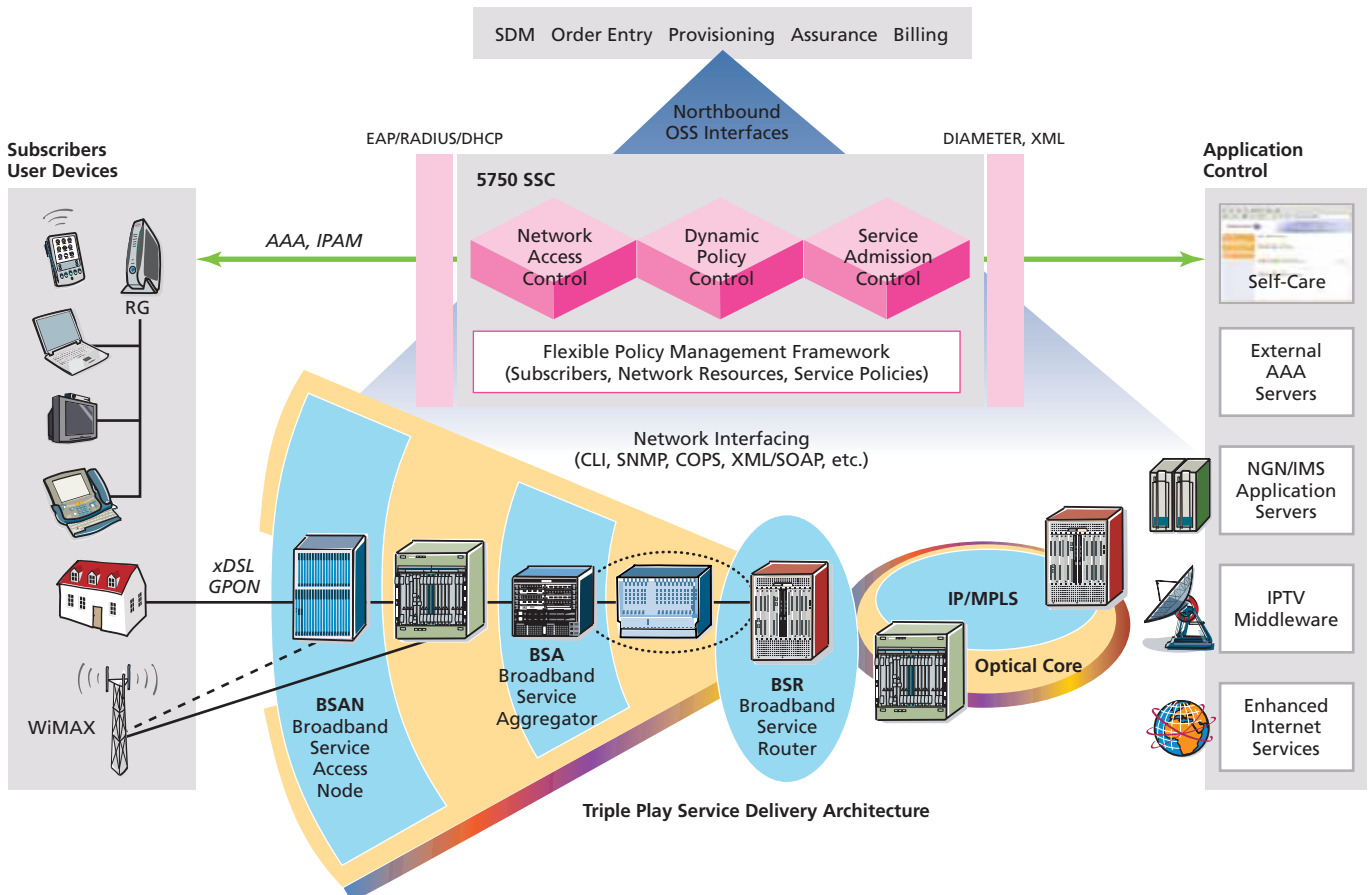 SDM Order Entry Provisioning Assurance Billing
Northbound
OSS Interfaces
EAP/RADIUS/DHCP
DIAMETER, XML
Subscribers
User Devices
Application
Control
5750 SSC
AAA, IPAM
Network
Access
Control
Dynamic
Policy
Control
Service
Admission
Control
RG
Self-Care
Flexible Policy Management Framework
(Subscribers, Network Resources, Service Policies)
External
AAA
Servers
Network Interfacing
(CLI, SNMP, COPS, XML/SOAP, etc.)
NGN/IMS
Application
Servers
xDSL
GPON
IP/MPLS
IPTV
Middleware
Optical Core
BSA
Broadband
Service
Aggregator
BSR
Broadband
Service
Router
BSAN
Broadband
Service
Access
Node
WiMAX
Enhanced
Internet
Services
Triple Play Service Delivery Architecture